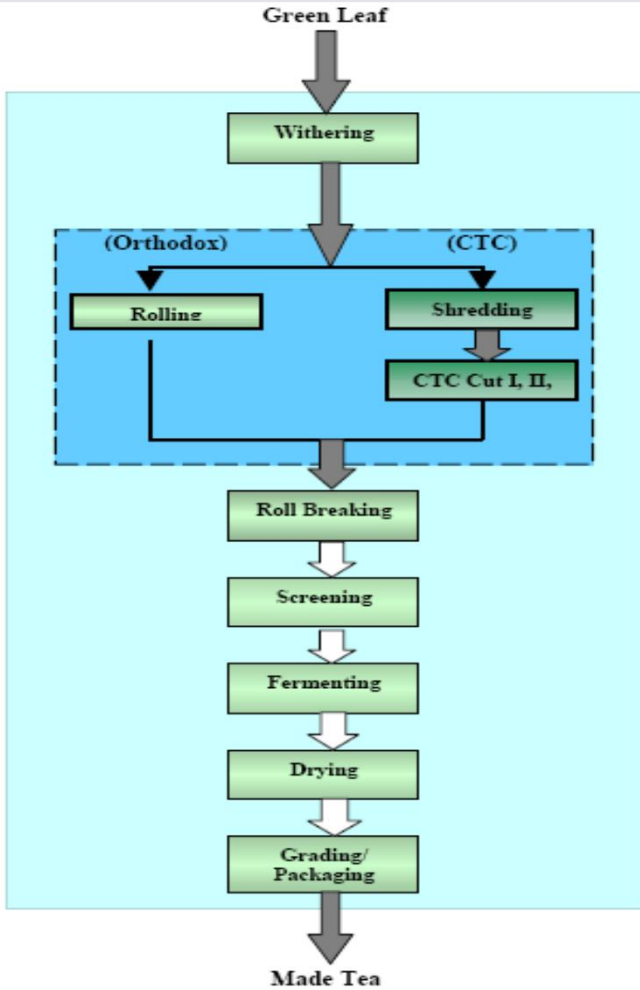 Green Leaf
Withering
(Orthodox)
(CTC)
Rolling
Shredding
CTC Cut I, II,
Roll Breaking
Screening
Fermenting
Drying
Grading/
Packaging
Made Tea